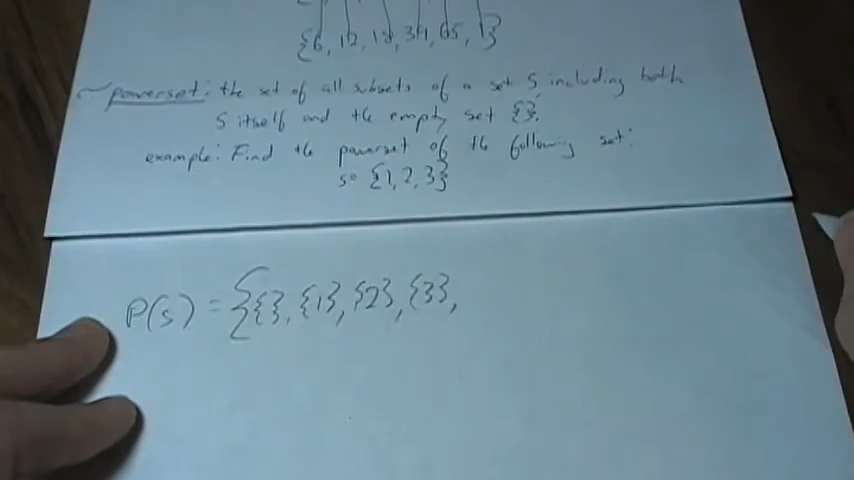 {6, 12, 18, 34, 65, 1}
powerset: the set of all subsets of a set S, including both
S itself and the empty set {}.
example: Find the powerset of the following set:
so {1, 2, 3}
P(s) = {{}, {1}, {2}, {3},